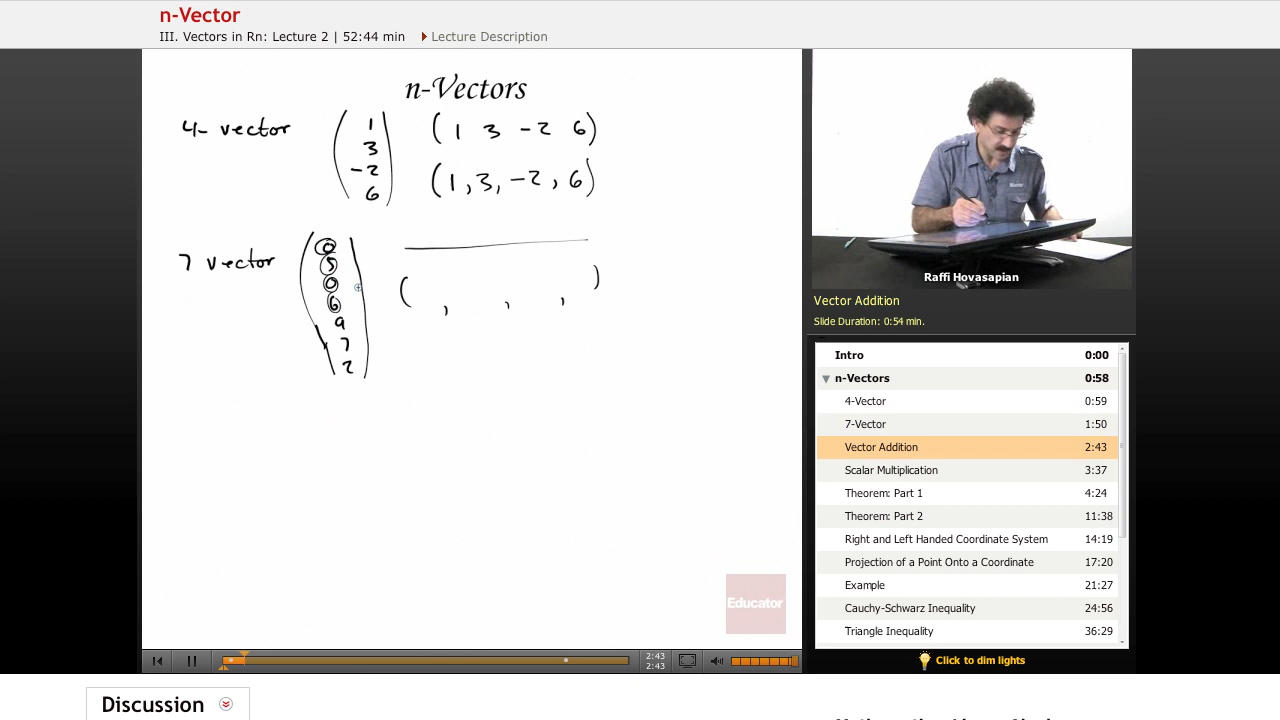 n-Vector
III. Vectors in Rn: Lecture 2 | 52:44 min Lecture Description
n-Vectors
4- vector
1
3
-2
6
(1 3 -2 6)
(1, 3, -2, 6)
7 vector
0
5
0
6
9
7
2
( , , , )
Educator
2:43
2:43
Raffi Hovasapian
Vector Addition
Slide Duration: 0:54 min.
Intro 0:00
n-Vectors 0:58
4-Vector 0:59
7-Vector 1:50
Vector Addition 2:43
Scalar Multiplication 3:37
Theorem: Part 1 4:24
Theorem: Part 2 11:38
Right and Left Handed Coordinate System 14:19
Projection of a Point Onto a Coordinate 17:20
Example 21:27
Cauchy-Schwarz Inequality 24:56
Triangle Inequality 36:29
Click to dim lights
Discussion